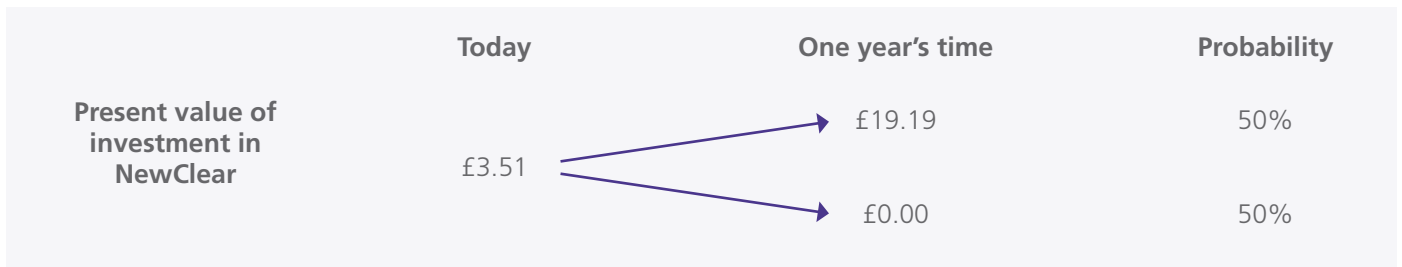 Today One year's time Probability
Present value of
investment in
NewClear
£3.51
£19.19 50%
£0.00 50%